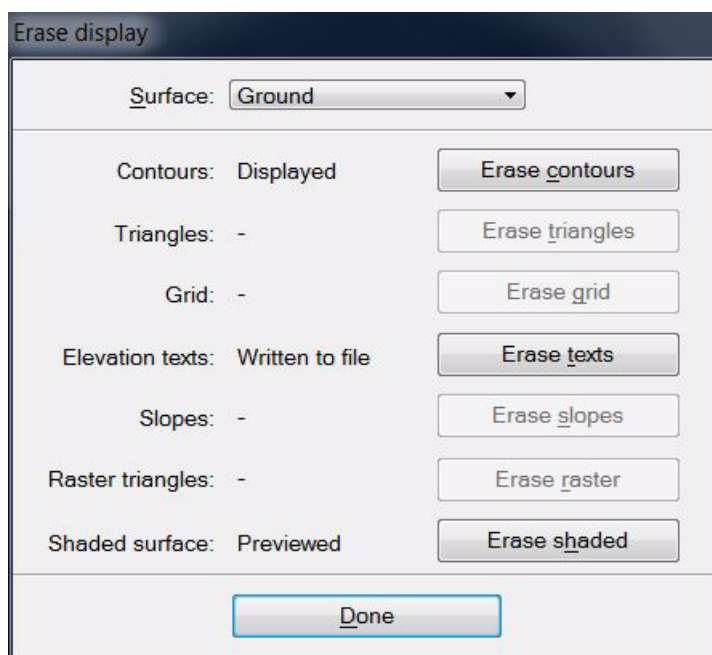 Erase display
Surface: Ground
Contours: Displayed Erase contours
Triangles: - Erase triangles
Grid: - Erase grid
Elevation texts: Written to file Erase texts
Slopes: - Erase slopes
Raster triangles: - Erase raster
Shaded surface: Previewed Erase shaded
Done